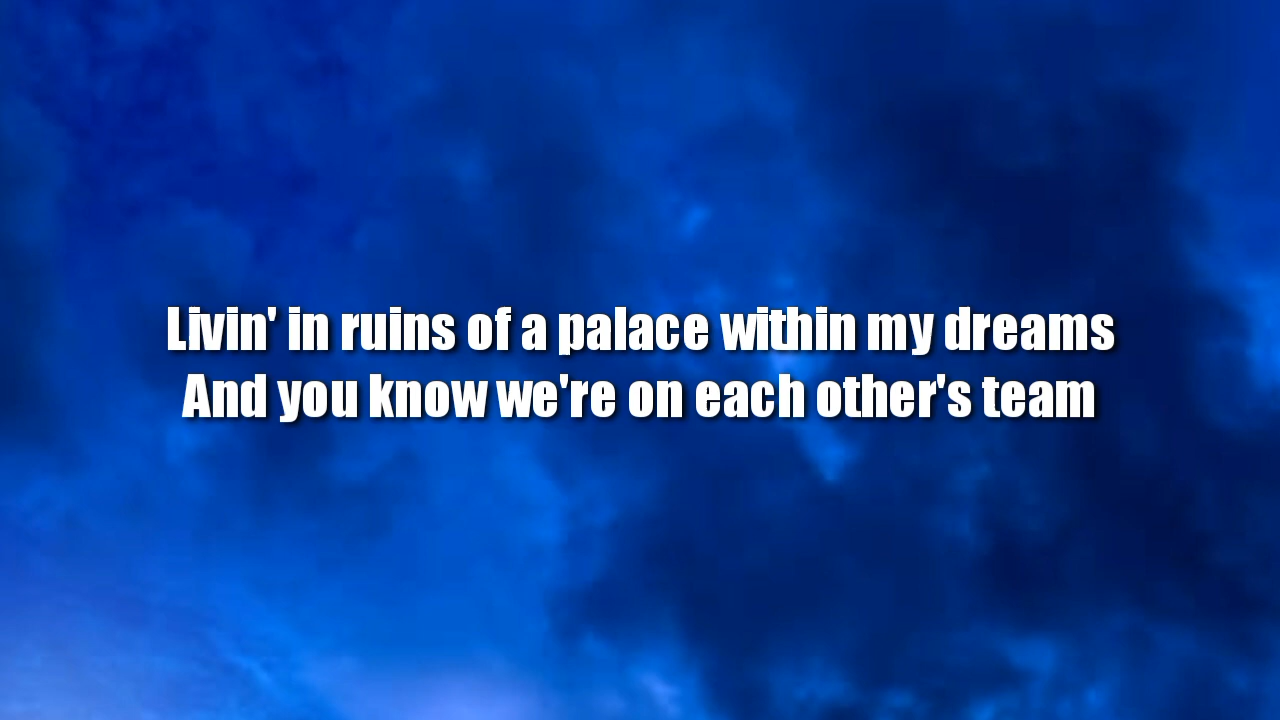 Livin' in ruins of a palace within my dreams
And you know we're on each other's team